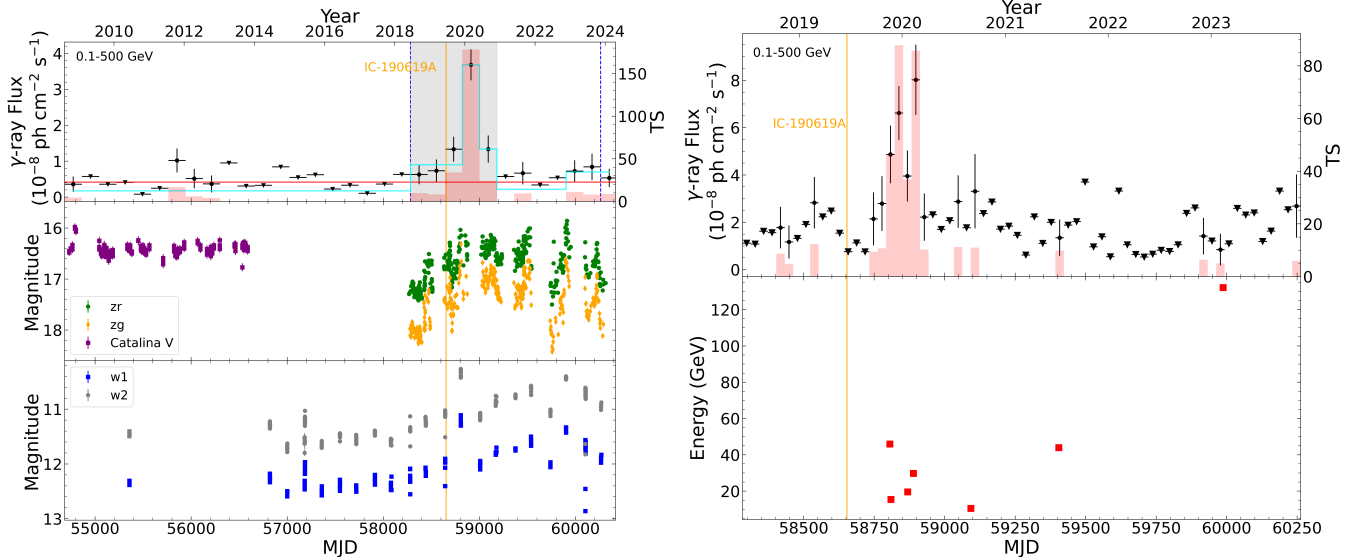 Year
2010 2012 2014 2016 2018 2020 2022 2024
0.1-500 GeV
IC-190619A
γ-ray Flux
(10⁻⁸ ph cm⁻² s⁻¹)
4
3
2
1
0
150
100
50
0
TS
Magnitude
16
17
18
zr
zg
Catalina V
Magnitude
11
12
13
w1
w2
55000 56000 57000 58000 59000 60000
MJD
Year
2019 2020 2021 2022 2023
0.1-500 GeV
IC-190619A
γ-ray Flux
(10⁻⁸ ph cm⁻² s⁻¹)
8
6
4
2
0
80
60
40
20
0
TS
Energy (GeV)
120
100
80
60
40
20
58500 58750 59000 59250 59500 59750 60000 60250
MJD